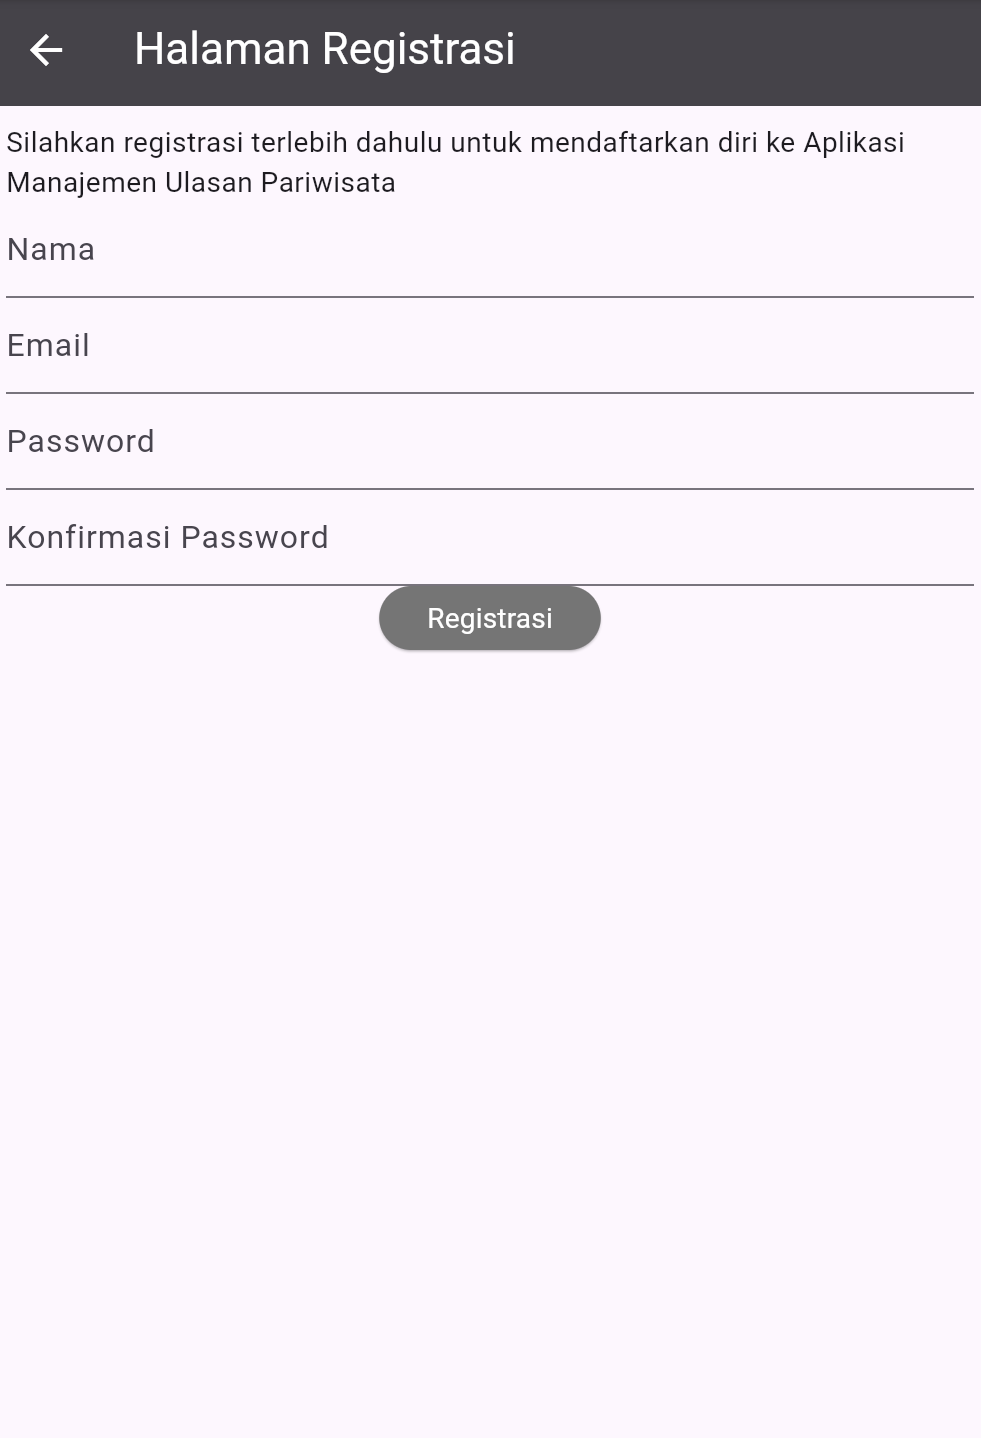 Halaman Registrasi
Silahkan registrasi terlebih dahulu untuk mendaftarkan diri ke Aplikasi
Manajemen Ulasan Pariwisata
Nama
Email
Password
Konfirmasi Password
Registrasi